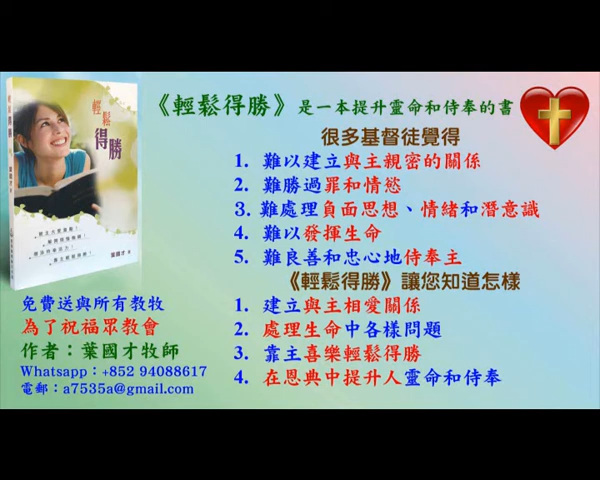 輕鬆
得勝
《輕鬆得勝》是一本提升靈命和侍奉的書
很多基督徒覺得
1. 難以建立與主親密的關係
2. 難勝過罪和情慾
3. 難處理負面思想、情緒和潛意識
4. 難以發揮生命
5. 難良善和忠心地侍奉主
《輕鬆得勝》讓您知道怎樣
1. 建立與主相愛關係
2. 處理生命中各樣問題
3. 靠主喜樂輕鬆得勝
4. 在恩典中提升人靈命和侍奉
免費送與所有教牧
為了祝福眾教會
作者：葉國才牧師
Whatsapp：+852 94088617
電郵：a7535a@gmail.com